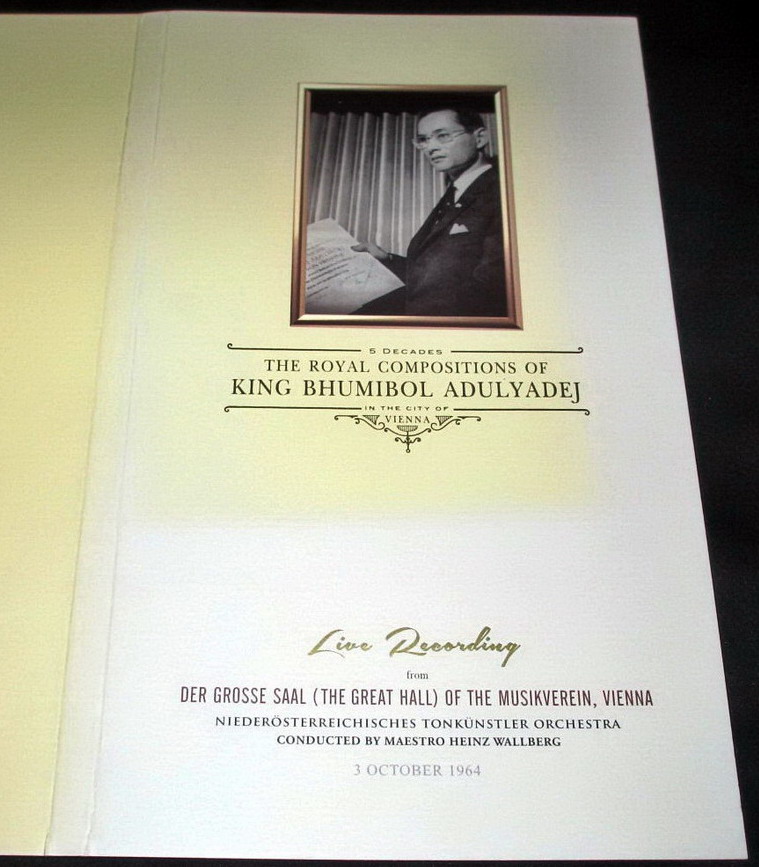 5 DECADES
THE ROYAL COMPOSITIONS OF
KING BHUMIBOL ADULYADEJ
IN THE CITY OF
VIENNA
Live Recording
from
DER GROSSE SAAL (THE GREAT HALL) OF THE MUSIKVEREIN, VIENNA
NIEDERÖSTERREICHISCHES TONKÜNSTLER ORCHESTRA
CONDUCTED BY MAESTRO HEINZ WALLBERG
3 OCTOBER 1964